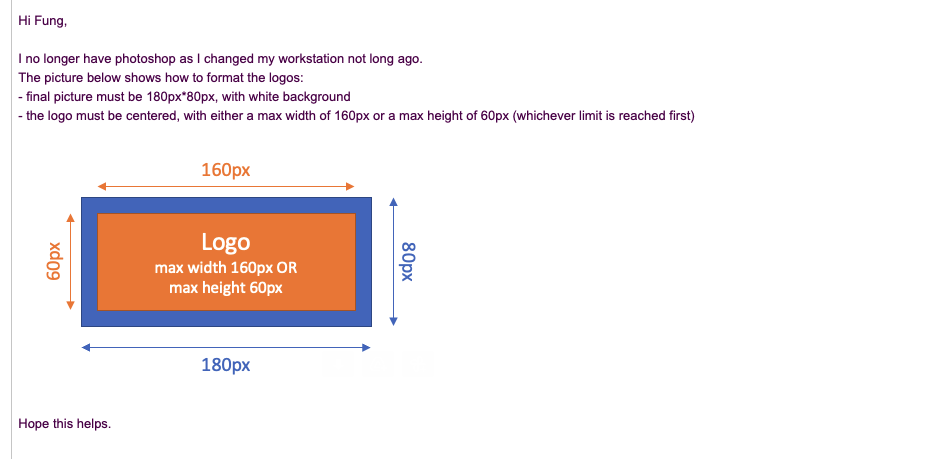 Hi Fung,
I no longer have photoshop as I changed my workstation not long ago.
The picture below shows how to format the logos:
- final picture must be 180px*80px, with white background
- the logo must be centered, with either a max width of 160px or a max height of 60px (whichever limit is reached first)
160px
60px
Logo
max width 160px OR
max height 60px
80px
180px
Hope this helps.